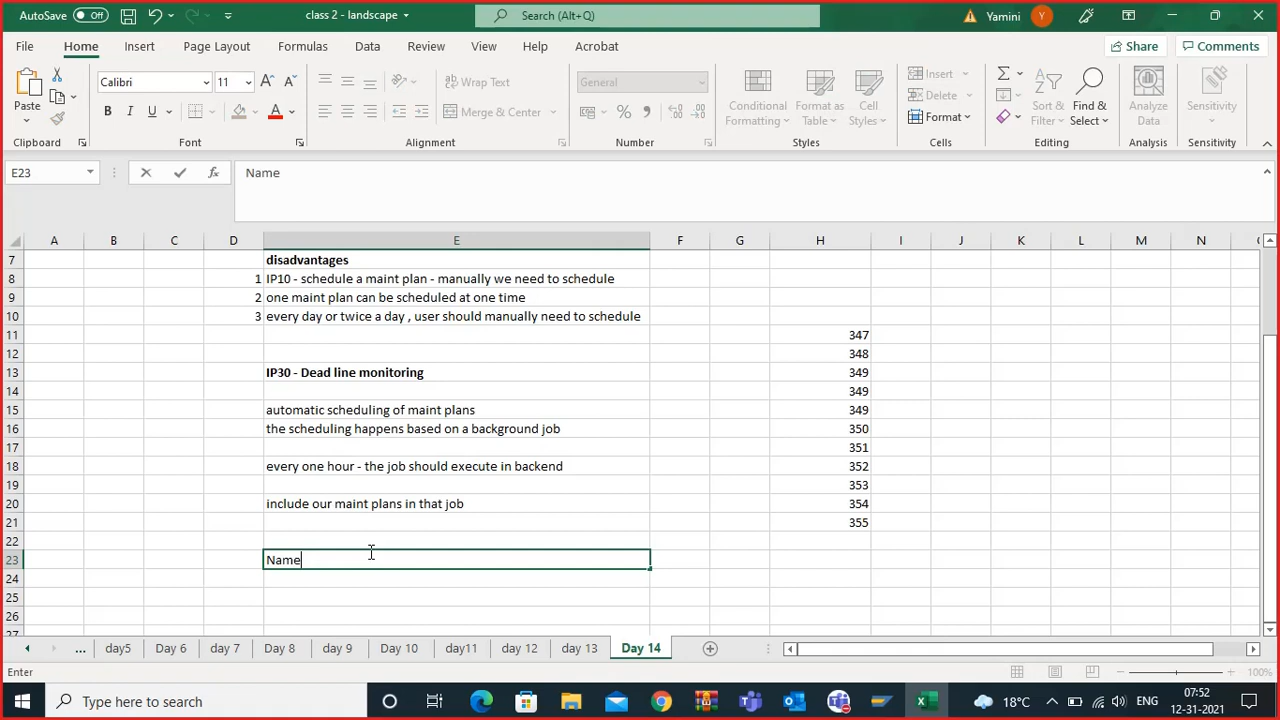 AutoSave Off class 2 - landscape Search (Alt+Q) Yamini Y
File Home Insert Page Layout Formulas Data Review View Help Acrobat Share Comments
Paste Calibri 11 A A Wrap Text General Conditional Formatting Format as Table Cell Styles Insert Delete Format Sort & Filter Find & Select Analyze Data Sensitivity
B I U Merge & Center
Clipboard Font Alignment Number Styles Cells Editing Analysis Sensitivity
E23 fx Name
A B C D E F G H I J K L M N
7 disadvantages
8 1 IP10 - schedule a maint plan - manually we need to schedule
9 2 one maint plan can be scheduled at one time
10 3 every day or twice a day , user should manually need to schedule
11 347
12 348
13 IP30 - Dead line monitoring 349
14 349
15 automatic scheduling of maint plans 349
16 the scheduling happens based on a background job 350
17 351
18 every one hour - the job should execute in backend 352
19 353
20 include our maint plans in that job 354
21 355
22
23 Name
24
25
26
27
... day5 Day 6 day 7 Day 8 day 9 Day 10 day11 day 12 day 13 Day 14
Enter 100%
Type here to search 18°C ENG 07:52
12-31-2021